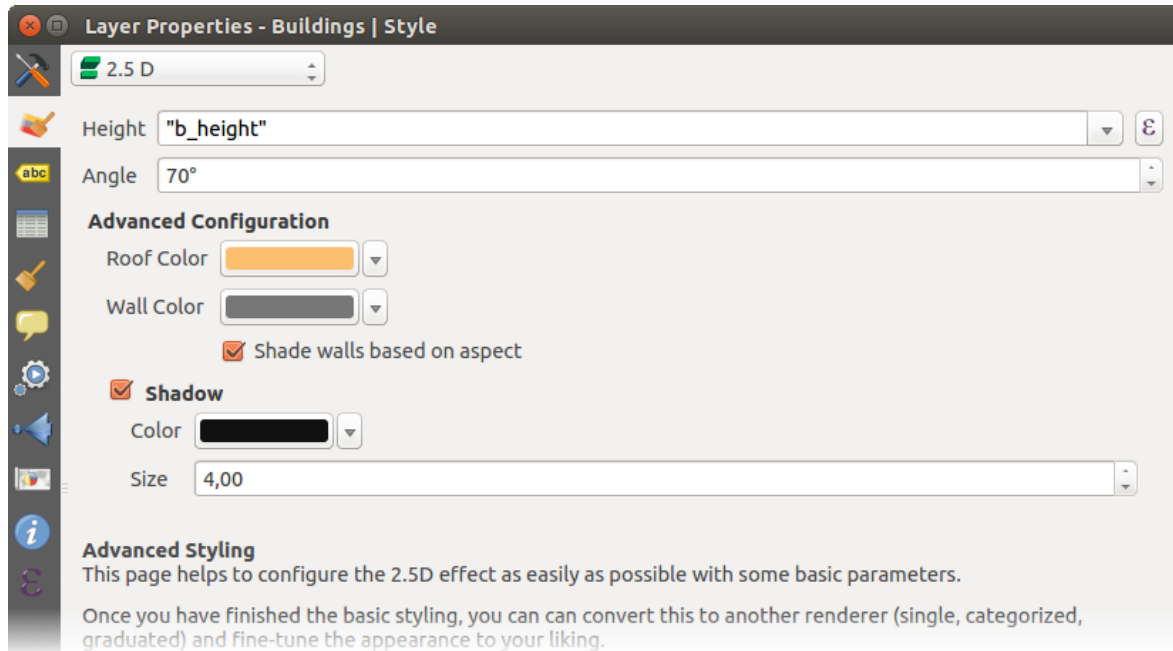 Layer Properties - Buildings | Style
2.5 D
Height "b_height" ε
abc
Angle 70°
Advanced Configuration
Roof Color
Wall Color
Shade walls based on aspect
Shadow
Color
Size 4,00
i
ε
Advanced Styling
This page helps to configure the 2.5D effect as easily as possible with some basic parameters.
Once you have finished the basic styling, you can can convert this to another renderer (single, categorized,
graduated) and fine-tune the appearance to your liking.